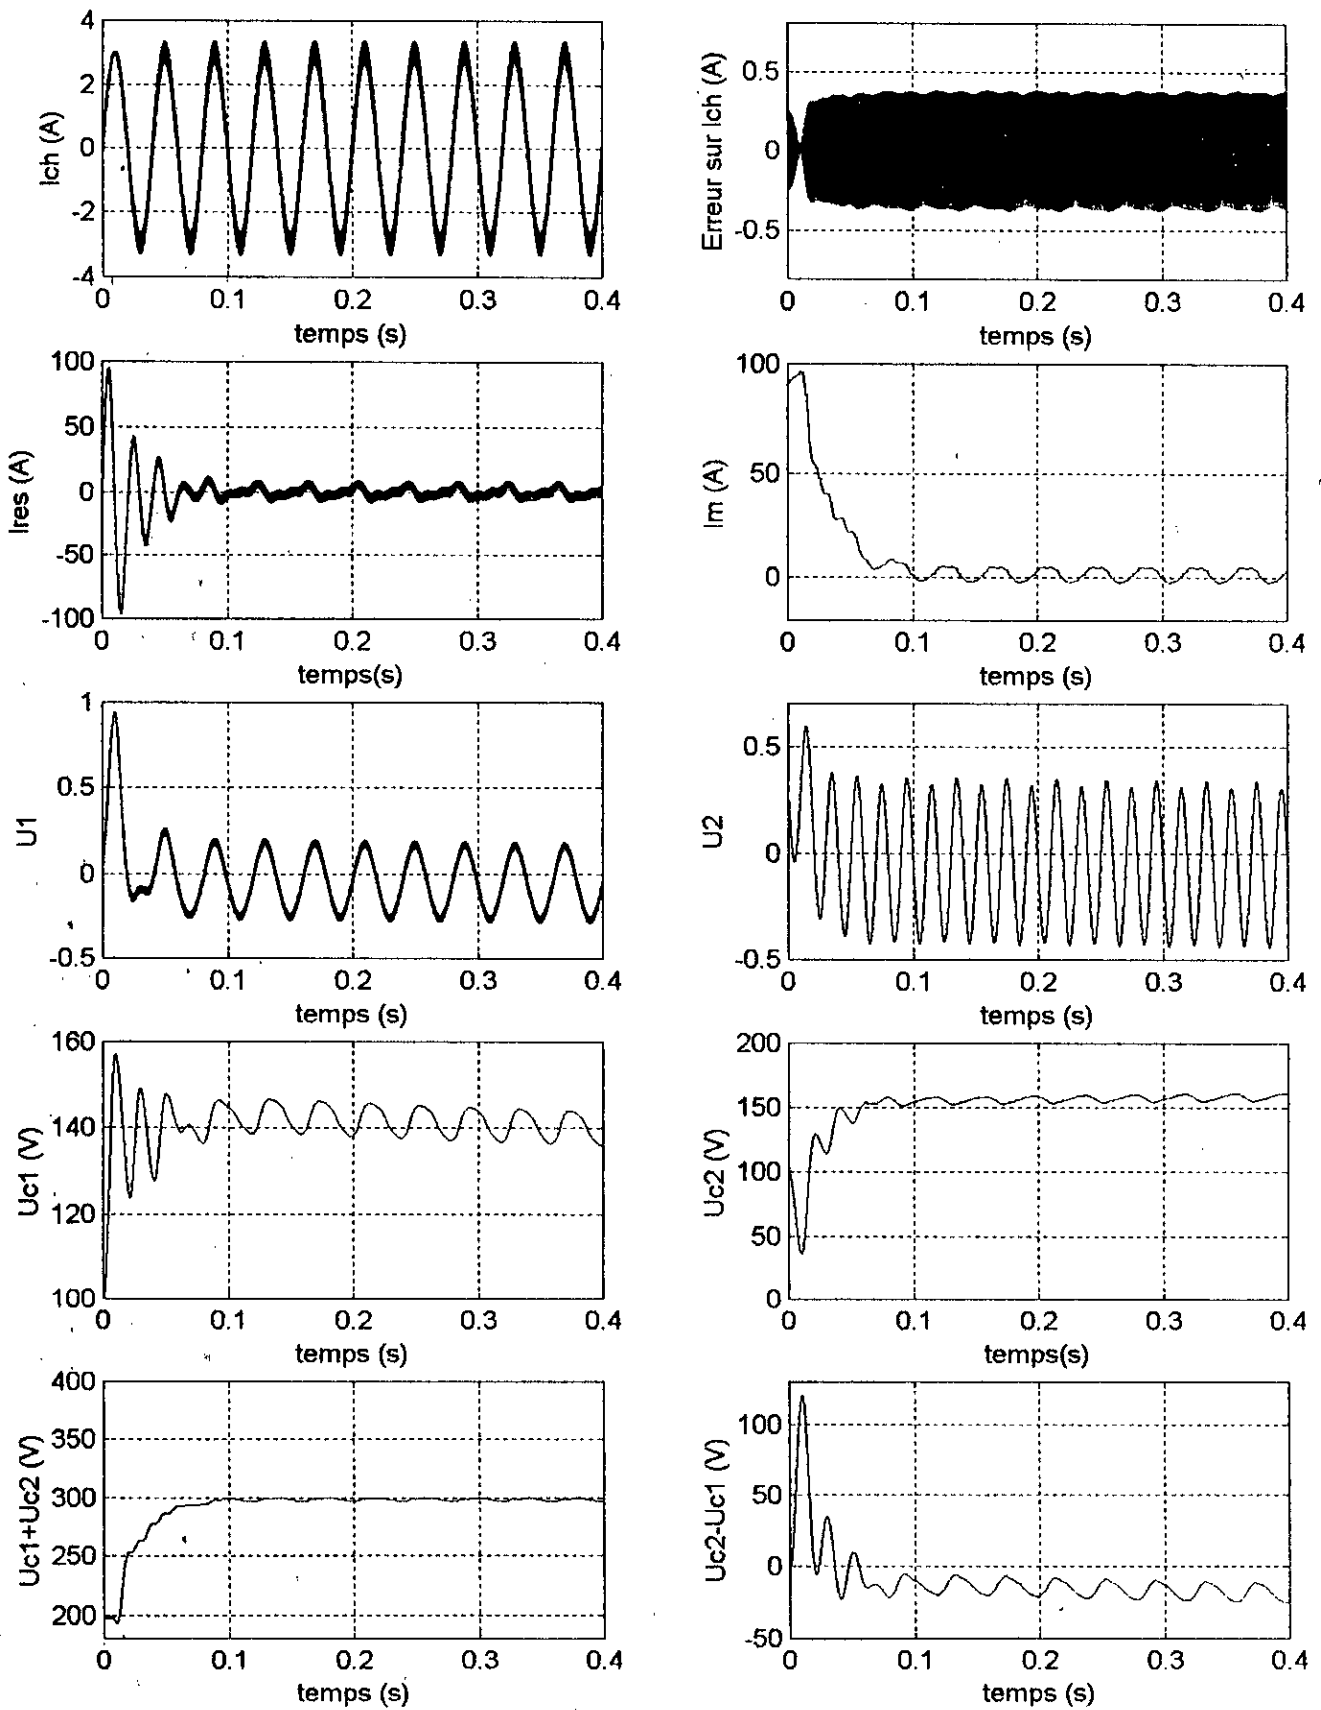 4
2
0
-2
-4
Ich (A)
0 0.1 0.2 0.3 0.4
temps (s)
0.5
0
-0.5
Erreur sur Ich (A)
0 0.1 0.2 0.3 0.4
temps (s)
100
50
0
-50
-100
Ires (A)
0 0.1 0.2 0.3 0.4
temps(s)
100
50
0
Im (A)
0 0.1 0.2 0.3 0.4
temps (s)
1
0.5
0
-0.5
U1
0 0.1 0.2 0.3 0.4
temps (s)
0.5
0
-0.5
U2
0 0.1 0.2 0.3 0.4
temps (s)
160
140
120
100
Uc1 (V)
0 0.1 0.2 0.3 0.4
temps (s)
200
150
100
50
0
Uc2 (V)
0 0.1 0.2 0.3 0.4
temps(s)
400
350
300
250
200
Uc1+Uc2 (V)
0 0.1 0.2 0.3 0.4
temps (s)
100
50
0
-50
Uc2-Uc1 (V)
0 0.1 0.2 0.3 0.4
temps (s)